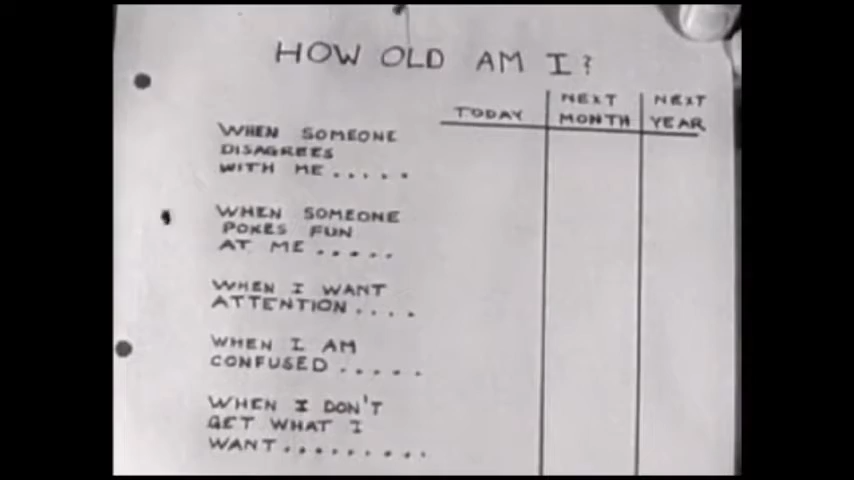 HOW OLD AM I?
TODAY
NEXT MONTH
NEXT YEAR
WHEN SOMEONE
DISAGREES
WITH ME.....
WHEN SOMEONE
POKES FUN
AT ME.....
WHEN I WANT
ATTENTION....
WHEN I AM
CONFUSED.....
WHEN I DON'T
GET WHAT I
WANT.........